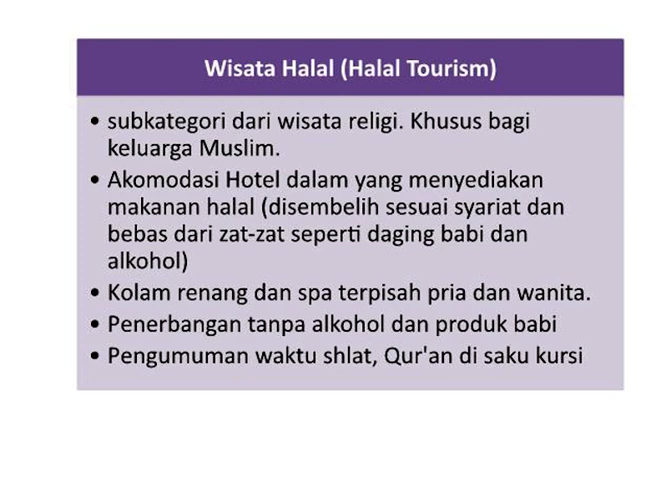 Wisata Halal (Halal Tourism)
• subkategori dari wisata religi. Khusus bagi
keluarga Muslim.
• Akomodasi Hotel dalam yang menyediakan
makanan halal (disembelih sesuai syariat dan
bebas dari zat-zat seperti daging babi dan
alkohol)
• Kolam renang dan spa terpisah pria dan wanita.
• Penerbangan tanpa alkohol dan produk babi
• Pengumuman waktu shlat, Qur'an di saku kursi